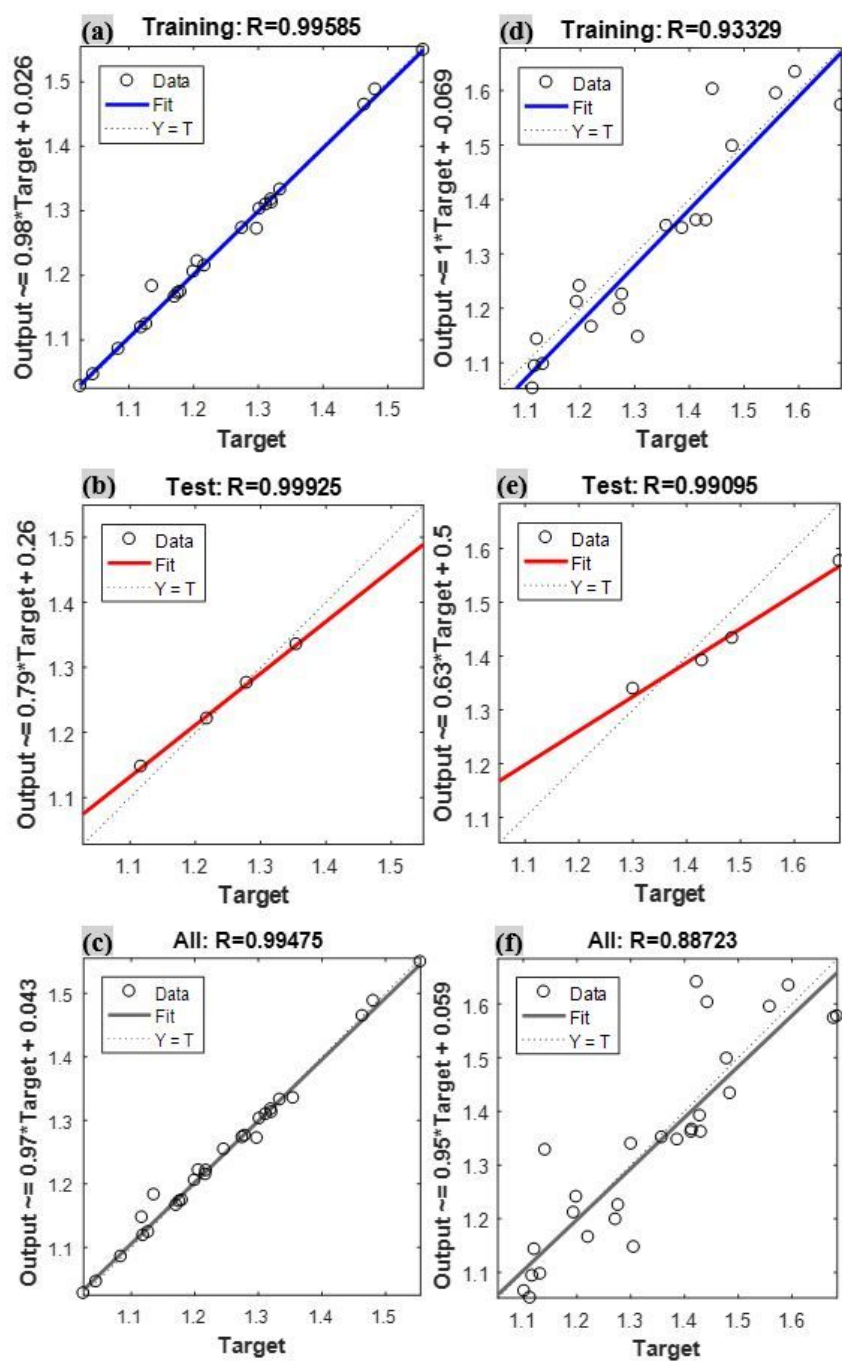 (a)
Training: R=0.99585
Output ~= 0.98*Target + 0.026
1.5
1.4
1.3
1.2
1.1
Data
Fit
Y = T
1.1 1.2 1.3 1.4 1.5
Target
(d)
Training: R=0.93329
Output ~= 1*Target + -0.069
1.6
1.5
1.4
1.3
1.2
1.1
Data
Fit
Y = T
1.1 1.2 1.3 1.4 1.5 1.6
Target
(b)
Test: R=0.99925
Output ~= 0.79*Target + 0.26
1.5
1.4
1.3
1.2
1.1
Data
Fit
Y = T
1.1 1.2 1.3 1.4 1.5
Target
(e)
Test: R=0.99095
Output ~= 0.63*Target + 0.5
1.6
1.5
1.4
1.3
1.2
1.1
Data
Fit
Y = T
1.1 1.2 1.3 1.4 1.5 1.6
Target
(c)
All: R=0.99475
Output ~= 0.97*Target + 0.043
1.5
1.4
1.3
1.2
1.1
Data
Fit
Y = T
1.1 1.2 1.3 1.4 1.5
Target
(f)
All: R=0.88723
Output ~= 0.95*Target + 0.059
1.6
1.5
1.4
1.3
1.2
1.1
Data
Fit
Y = T
1.1 1.2 1.3 1.4 1.5 1.6
Target